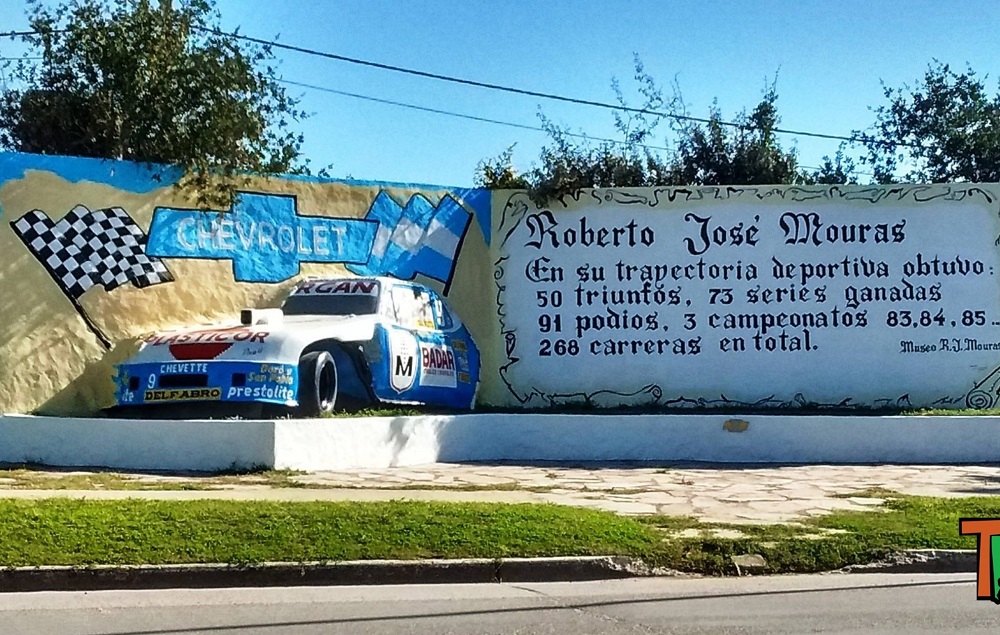 CHEVROLET
Roberto José Mouras
En su trayectoria deportiva obtuvo:
50 triunfos, 73 series ganadas
91 podios, 3 campeonatos 83,84,85..
268 carreras en total.
Museo R.J.Mouras
PLASTICOR
M
BADAR
CHEVETTE
9
DELFABRO
prestolite